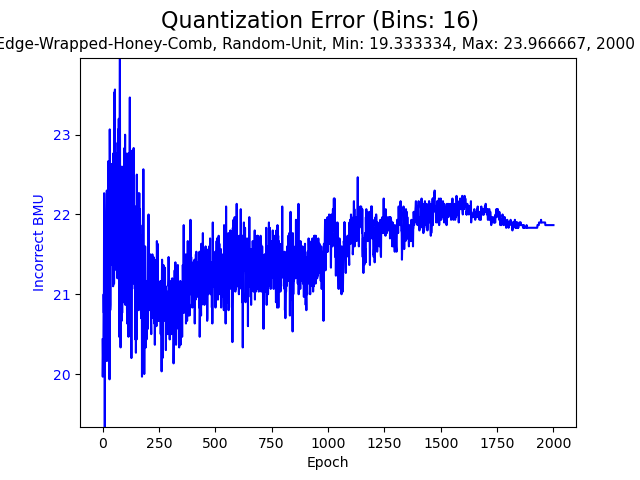 Quantization Error (Bins: 16)
Edge-Wrapped-Honey-Comb, Random-Unit, Min: 19.333334, Max: 23.966667, 2000
23
22
21
20
Incorrect BMU
0 250 500 750 1000 1250 1500 1750 2000
Epoch